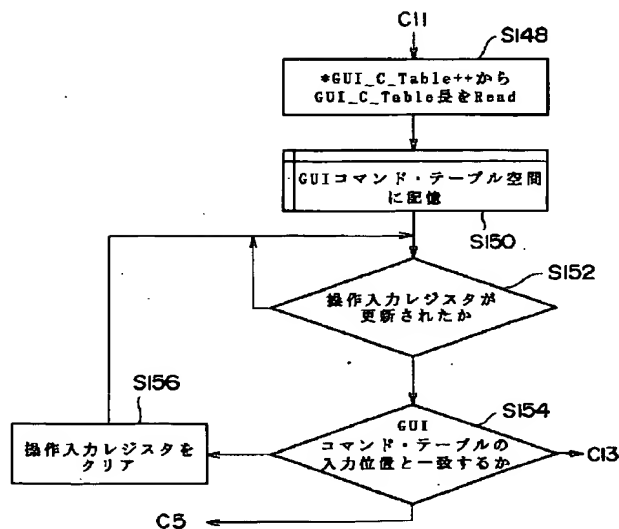 C11
S148
*GUI_C_Table++から
GUI_C_Table長をRead
GUIコマンド・テーブル空間
に記憶
S150
S152
操作入力レジスタが
更新されたか
S156
操作入力レジスタを
クリア
S154
GUI
コマンド・テーブルの
入力位置と一致するか
C13
C5